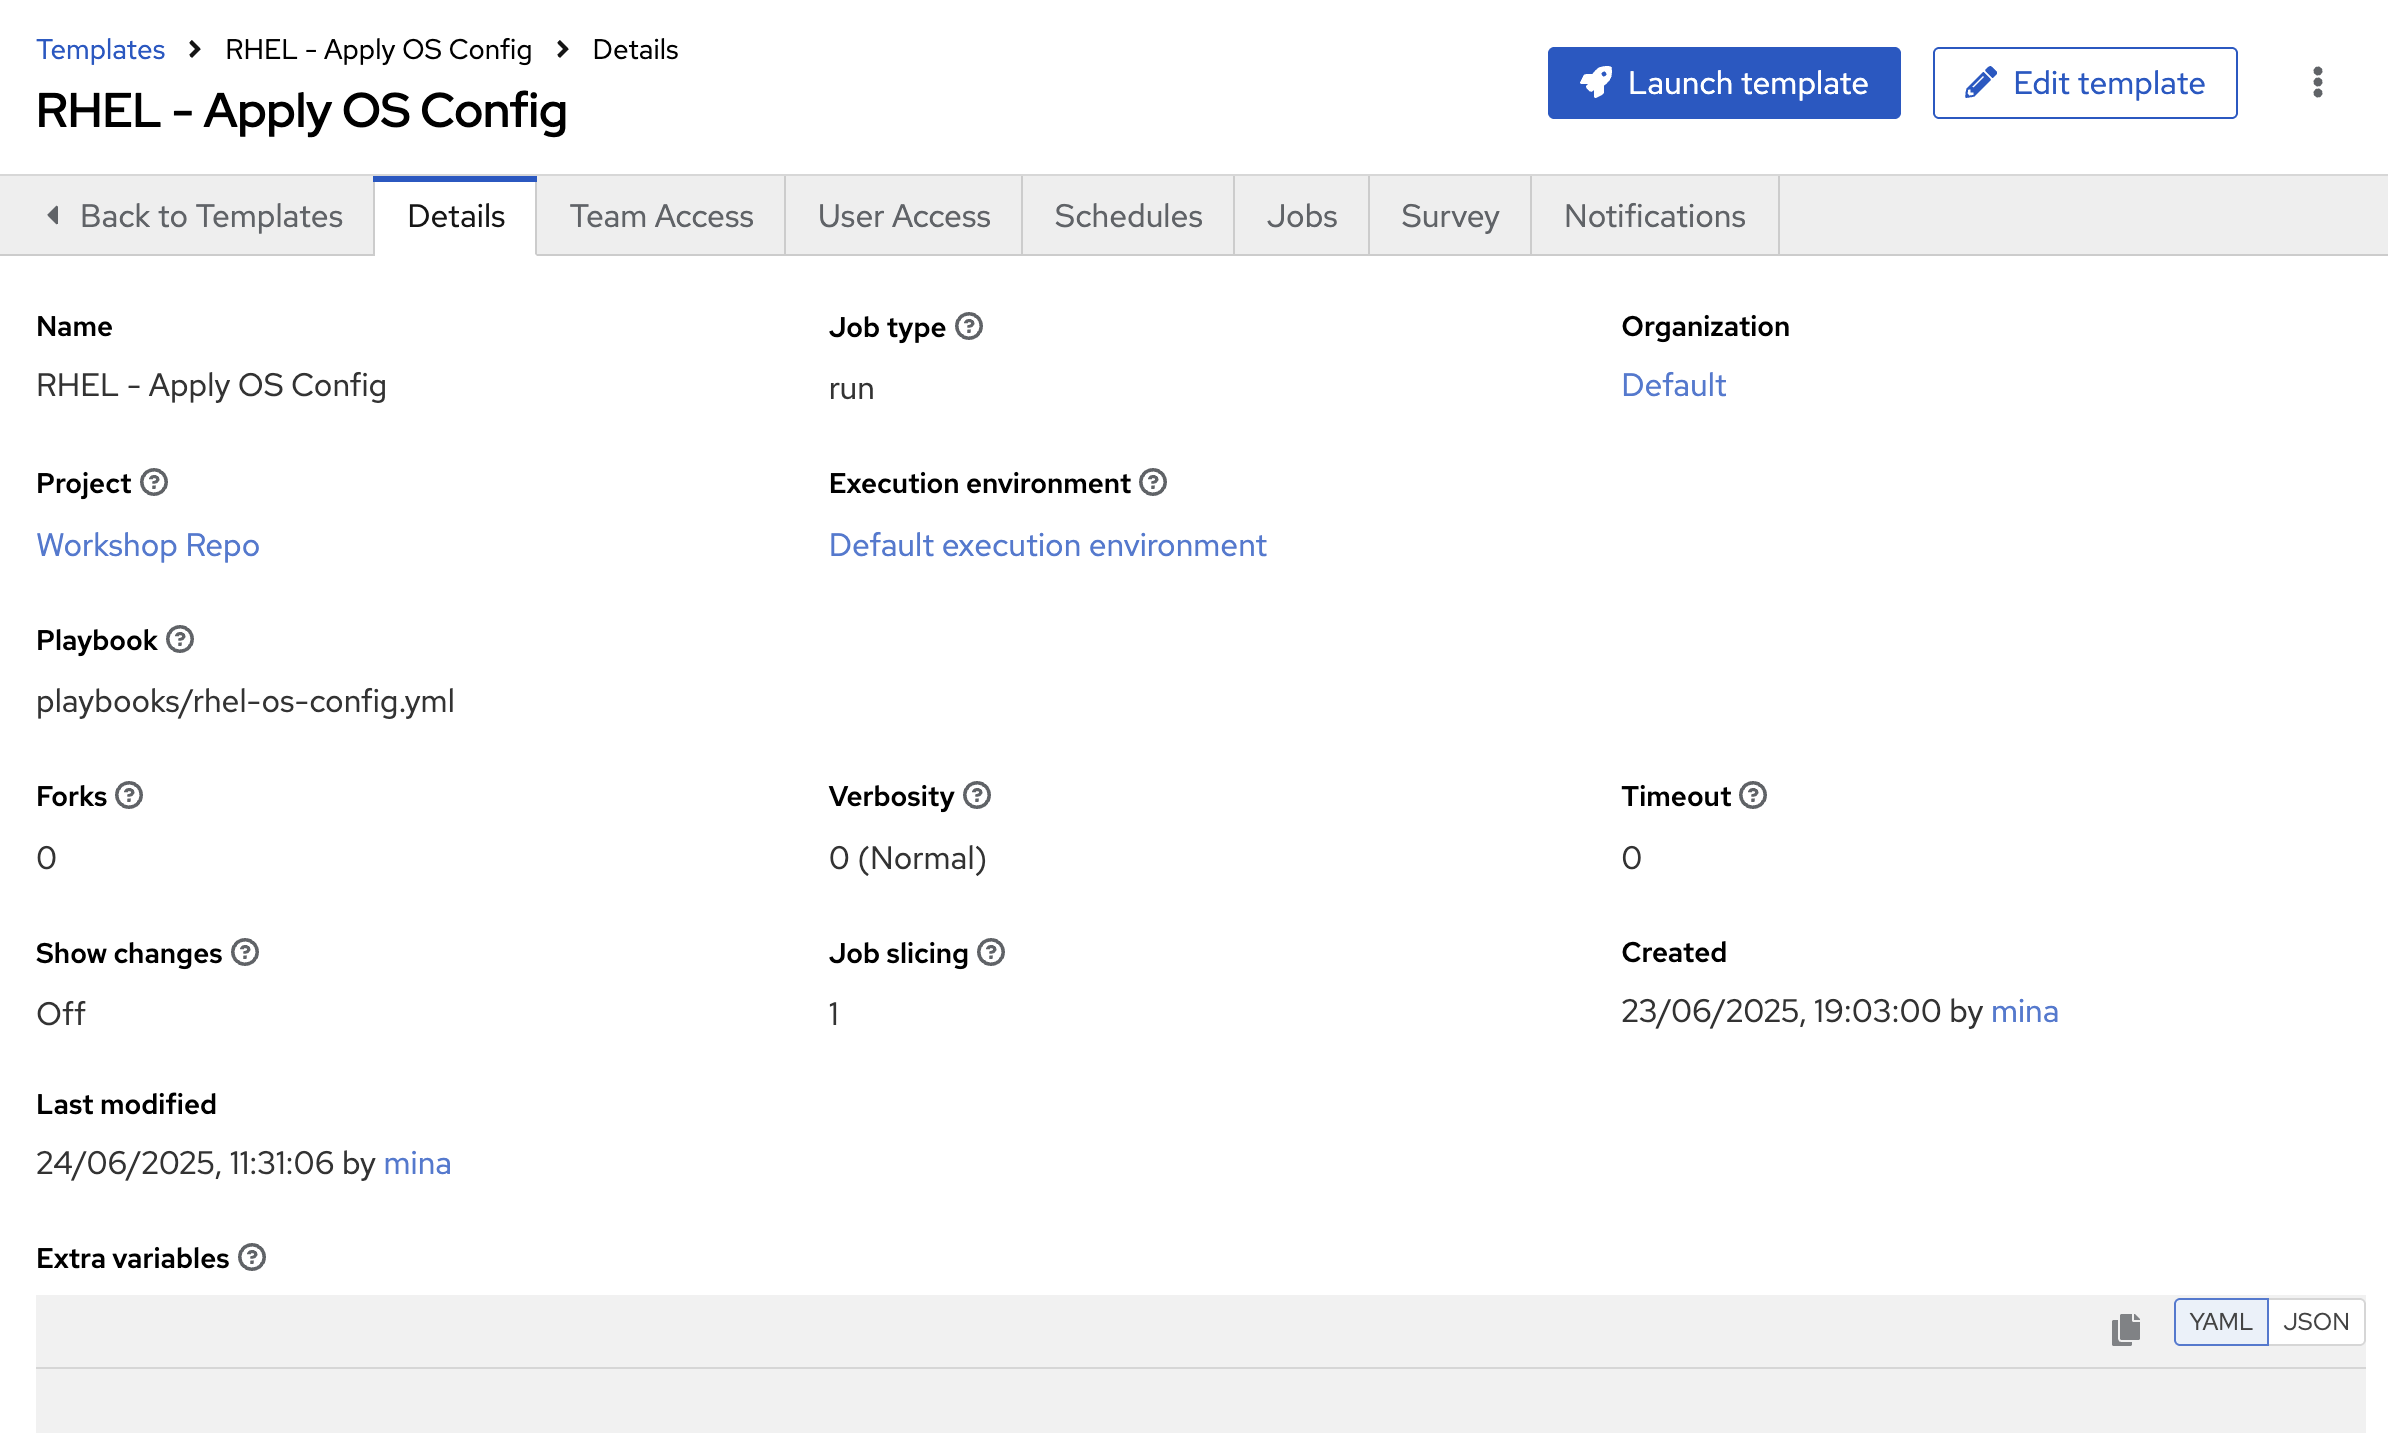 Templates > RHEL - Apply OS Config > Details
RHEL - Apply OS Config
Launch template
Edit template
Back to Templates
Details
Team Access
User Access
Schedules
Jobs
Survey
Notifications
Name
RHEL - Apply OS Config
Job type
run
Organization
Default
Project
Workshop Repo
Execution environment
Default execution environment
Playbook
playbooks/rhel-os-config.yml
Forks
0
Verbosity
0 (Normal)
Timeout
0
Show changes
Off
Job slicing
1
Created
23/06/2025, 19:03:00 by mina
Last modified
24/06/2025, 11:31:06 by mina
Extra variables
YAML
JSON